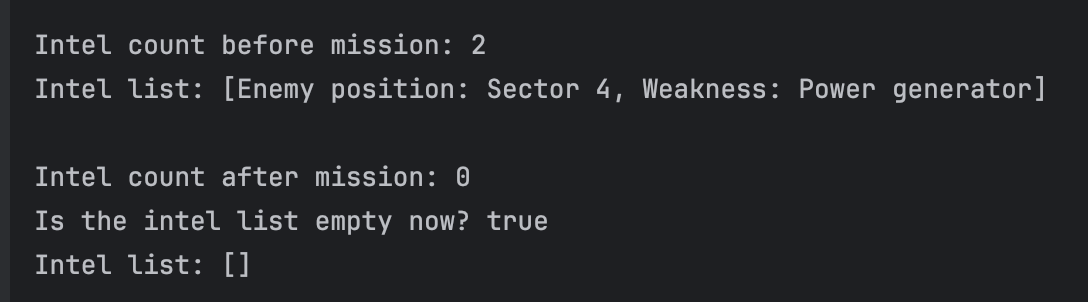 Intel count before mission: 2
Intel list: [Enemy position: Sector 4, Weakness: Power generator]
Intel count after mission: 0
Is the intel list empty now? true
Intel list: []